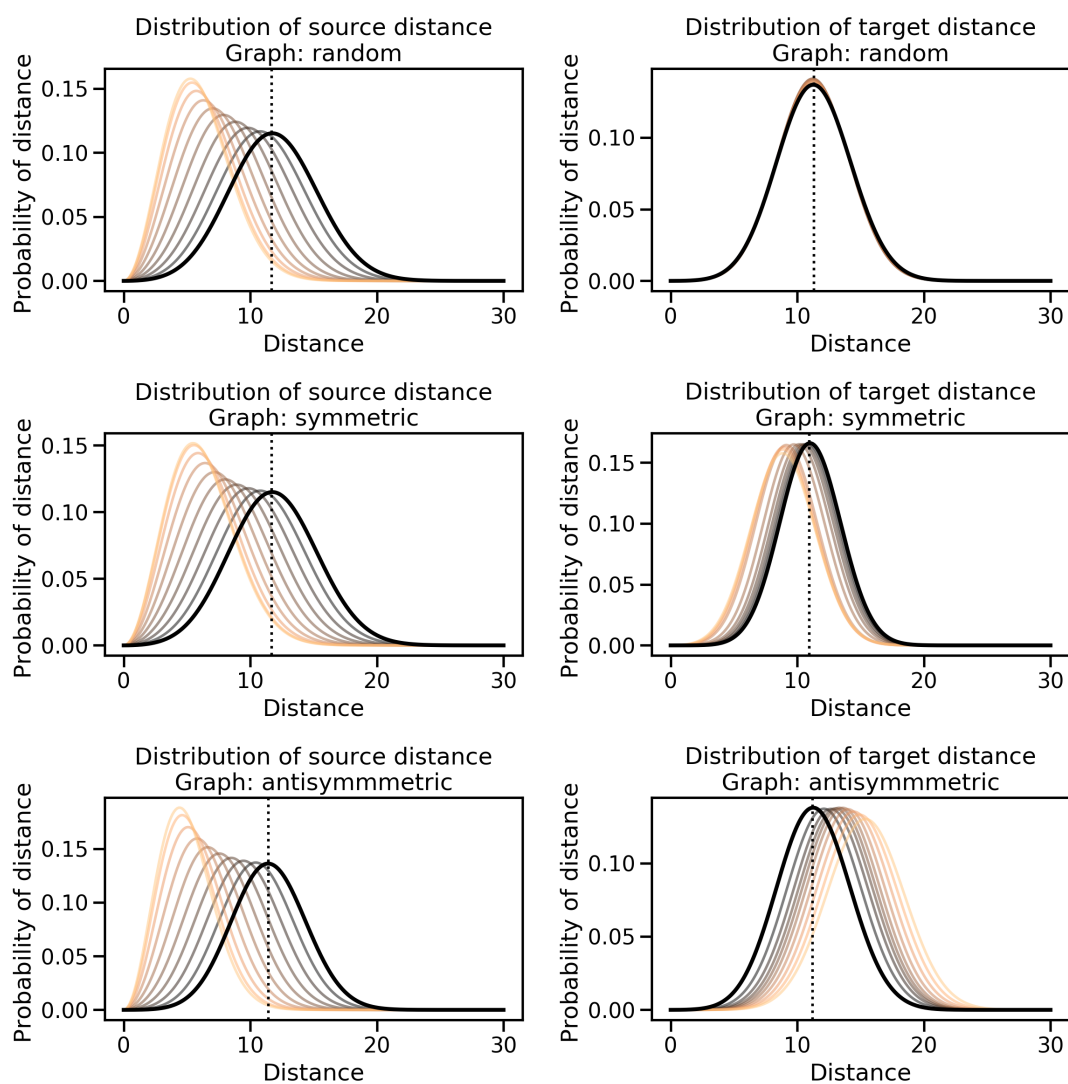 Distribution of source distance
Graph: random
Probability of distance
0.15
0.10
0.05
0.00
0 10 20 30
Distance
Distribution of target distance
Graph: random
Probability of distance
0.10
0.05
0.00
0 10 20 30
Distance
Distribution of source distance
Graph: symmetric
Probability of distance
0.15
0.10
0.05
0.00
0 10 20 30
Distance
Distribution of target distance
Graph: symmetric
Probability of distance
0.15
0.10
0.05
0.00
0 10 20 30
Distance
Distribution of source distance
Graph: antisymmmetric
Probability of distance
0.15
0.10
0.05
0.00
0 10 20 30
Distance
Distribution of target distance
Graph: antisymmmetric
Probability of distance
0.10
0.05
0.00
0 10 20 30
Distance